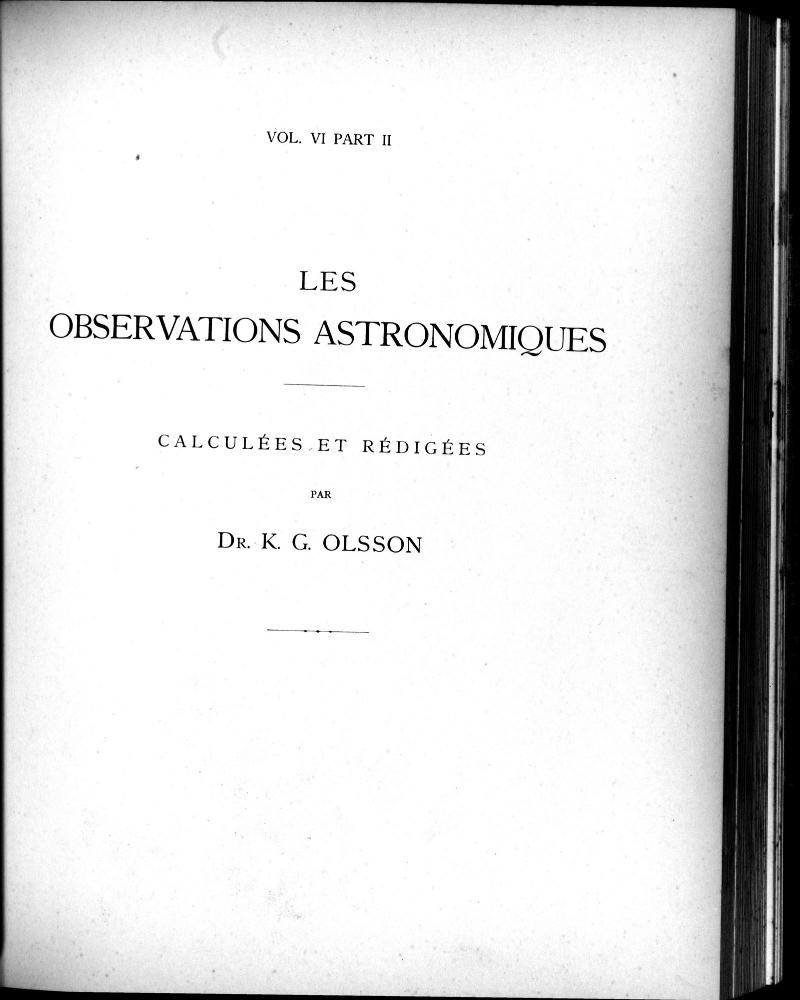 VOL. VI PART II
LES
OBSERVATIONS ASTRONOMIQUES
CALCULÉES ET RÉDIGÉES
PAR
DR. K. G. OLSSON